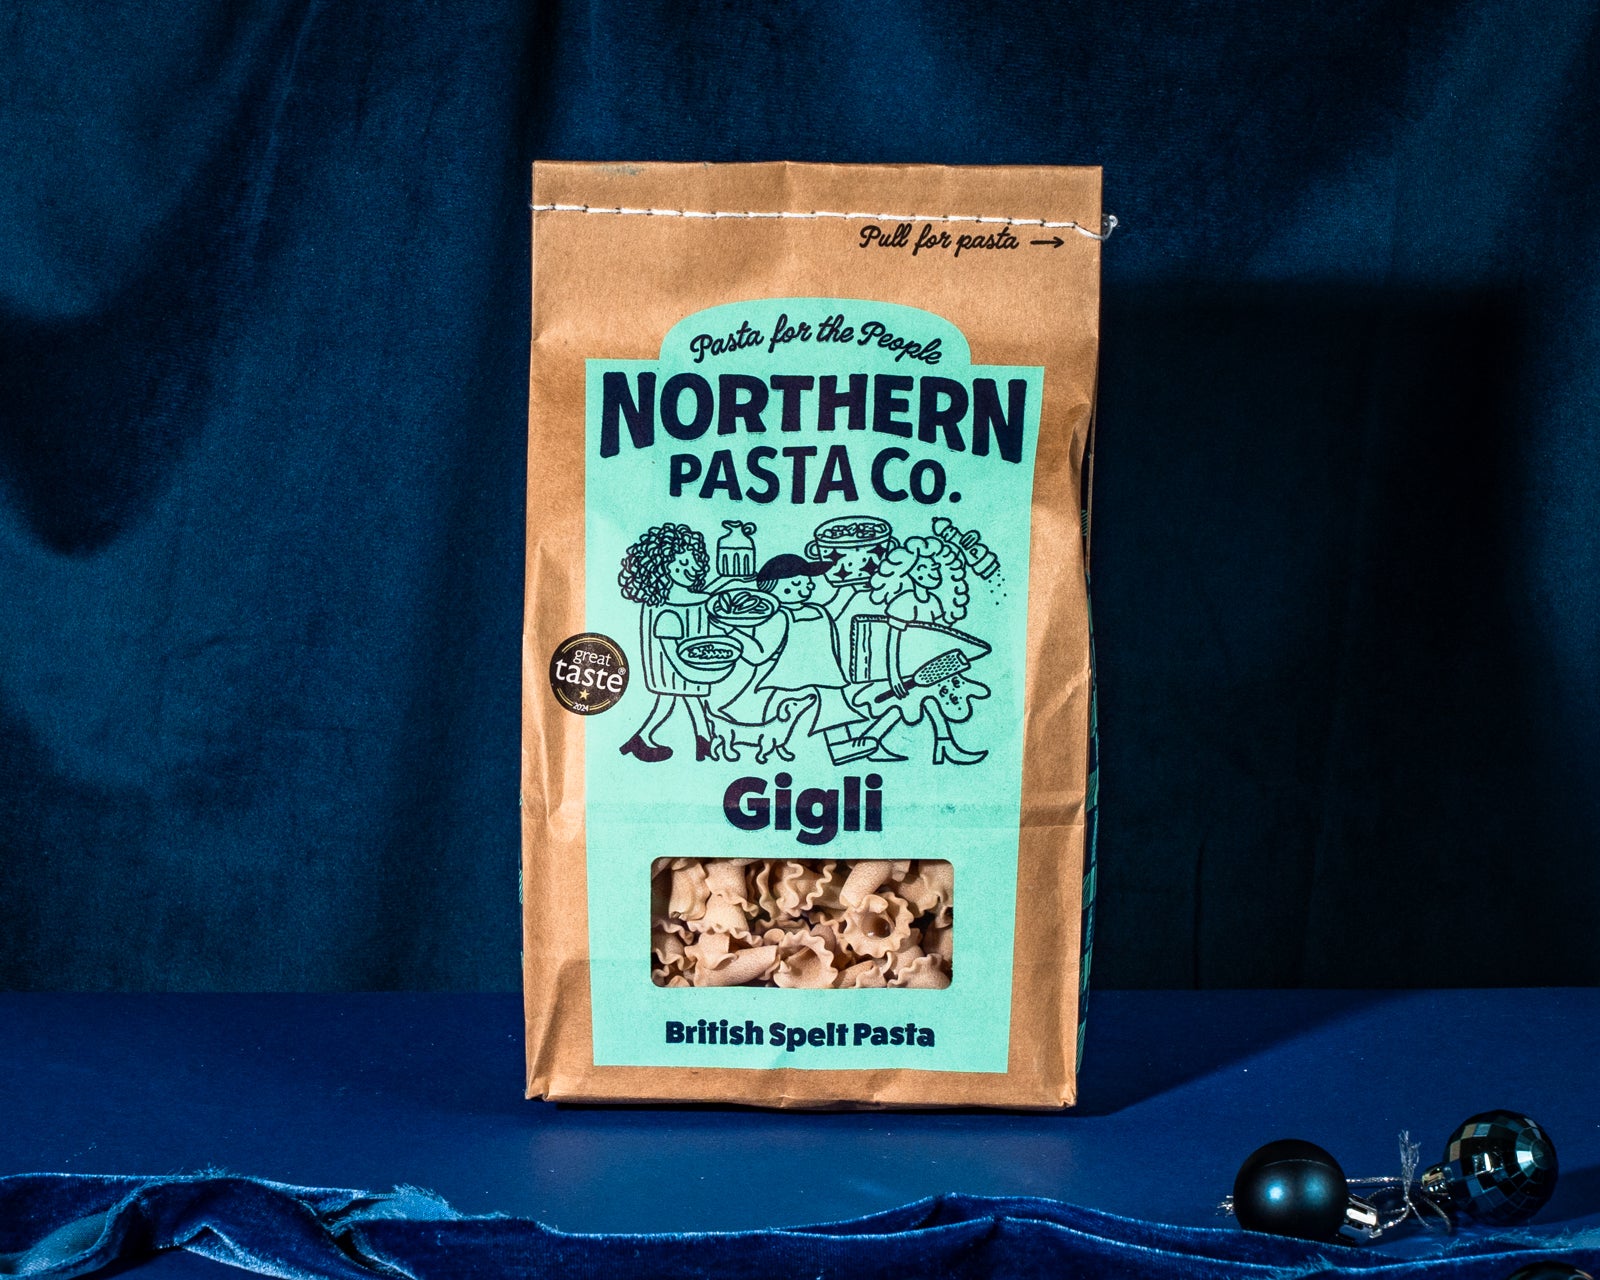 Pull for pasta →
Pasta for the People
NORTHERN
PASTA CO.
great
taste®
2024
Gigli
British Spelt Pasta